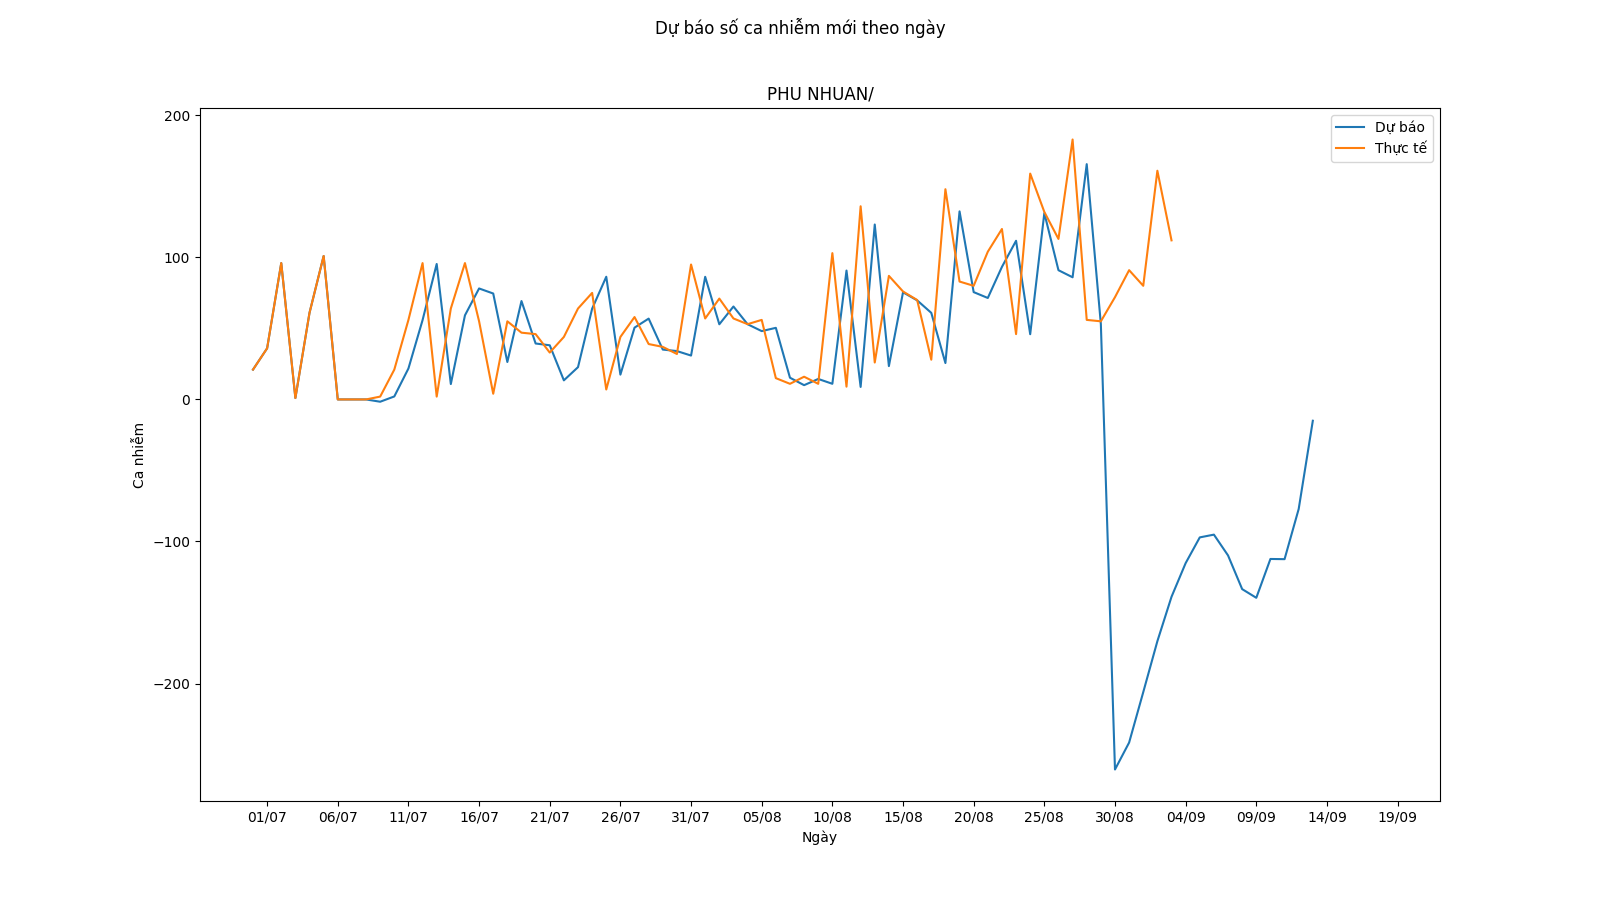 Dự báo số ca nhiễm mới theo ngày
PHU NHUAN/
Dự báo
Thực tế
200
100
0
−100
−200
Ca nhiễm
01/07 06/07 11/07 16/07 21/07 26/07 31/07 05/08 10/08 15/08 20/08 25/08 30/08 04/09 09/09 14/09 19/09
Ngày